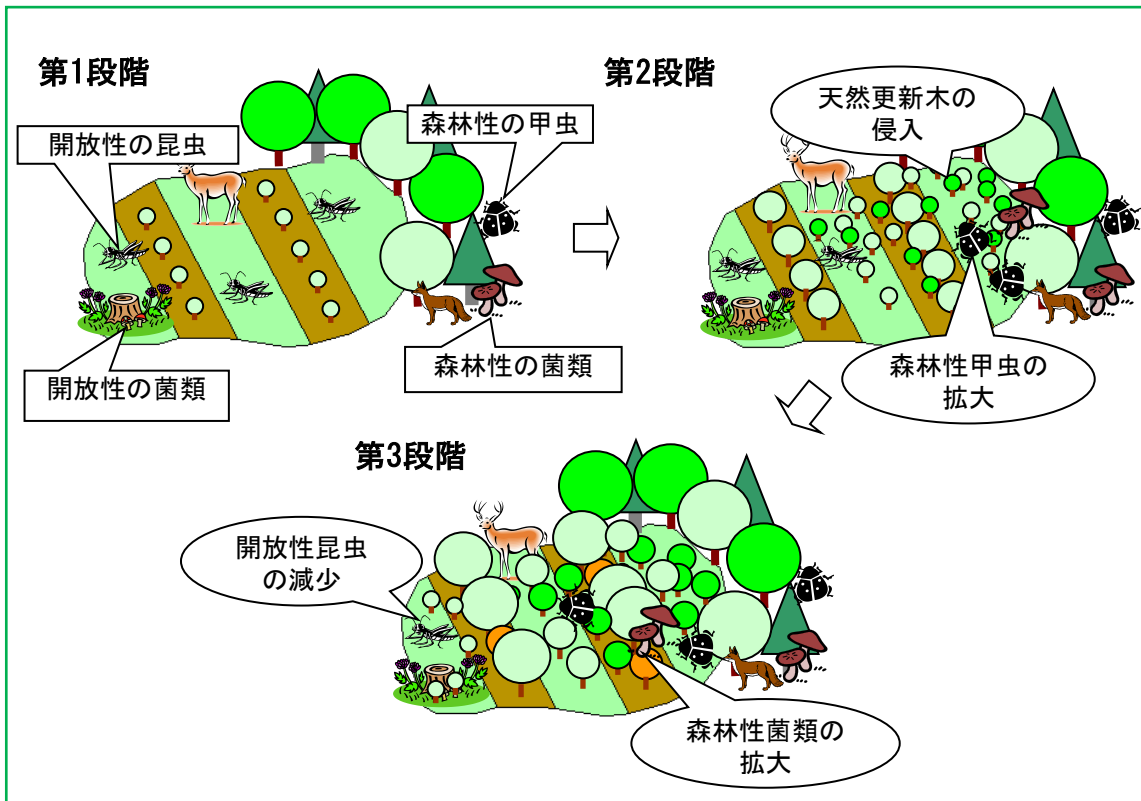 第1段階
開放性の昆虫
森林性の甲虫
開放性の菌類
森林性の菌類
第2段階
天然更新木の
侵入
森林性甲虫の
拡大
第3段階
開放性昆虫
の減少
森林性菌類の
拡大